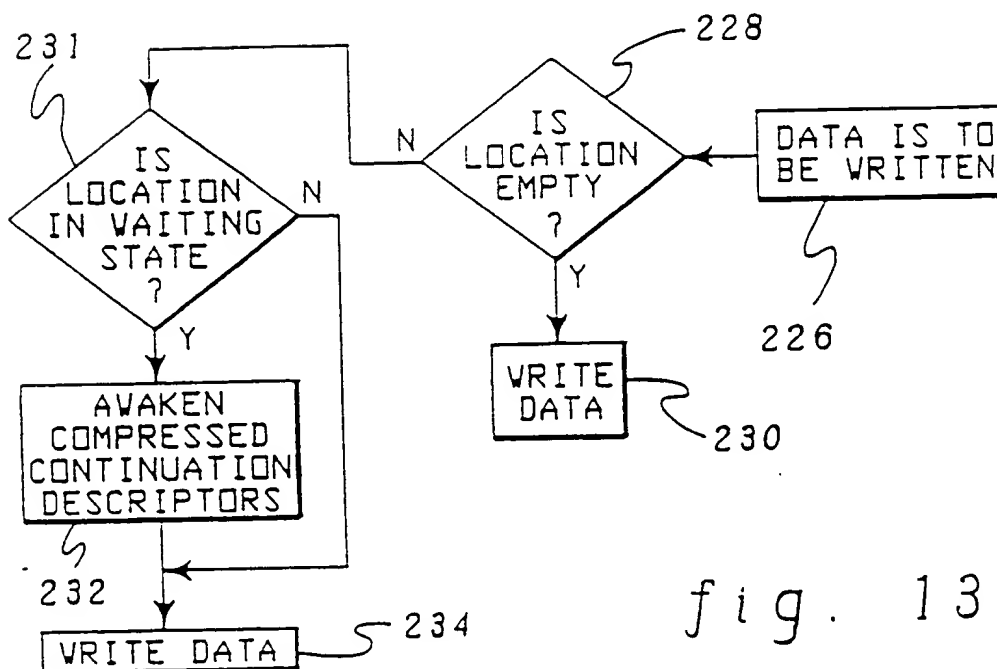 231
228
IS
LOCATION
IN WAITING
STATE
?
N
Y
N
IS
LOCATION
EMPTY
?
Y
DATA IS TO
BE WRITTEN
226
WRITE
DATA
230
AWAKEN
COMPRESSED
CONTINUATION
DESCRIPTORS
232
WRITE DATA
234
fig. 13